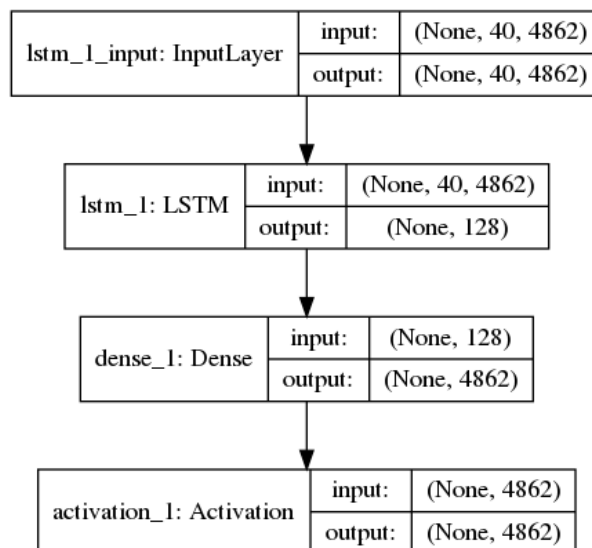 lstm_1_input: InputLayer
input: (None, 40, 4862)
output: (None, 40, 4862)
lstm_1: LSTM
input: (None, 40, 4862)
output: (None, 128)
dense_1: Dense
input: (None, 128)
output: (None, 4862)
activation_1: Activation
input: (None, 4862)
output: (None, 4862)